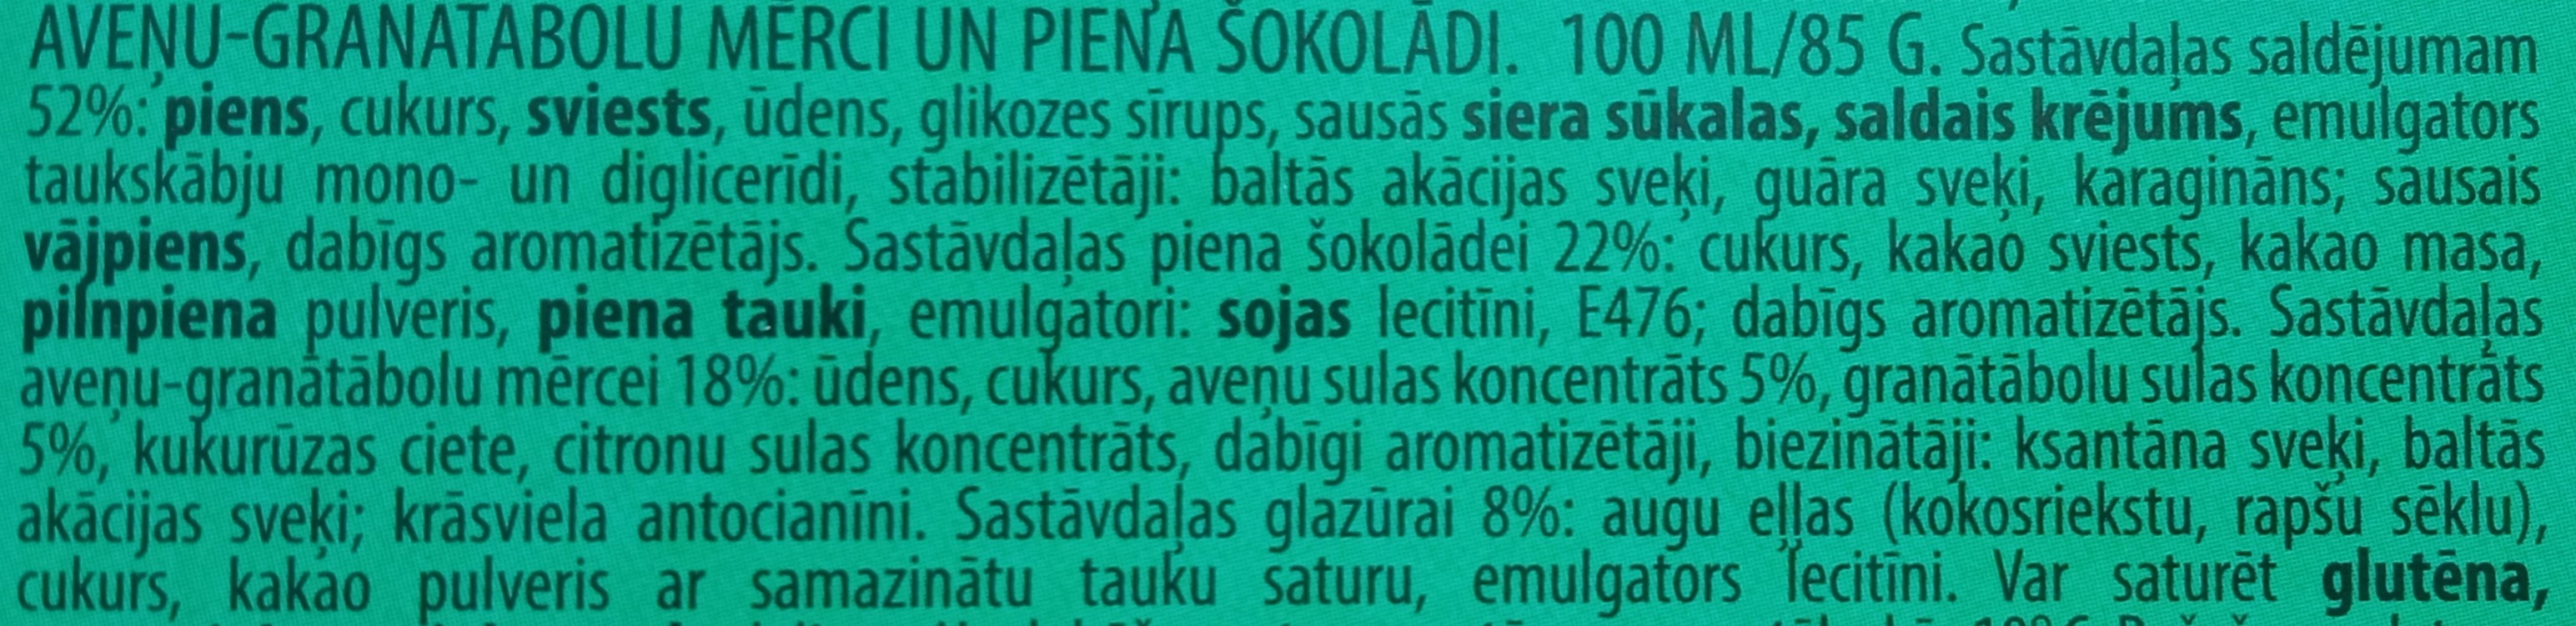 AVEŅU-GRANĀTĀBOLU MĒRCI UN PIENA ŠOKOLĀDI. 100 ML/85 G. Sastāvdaļas saldējumam
52%: piens, cukurs, sviests, ūdens, glikozes sīrups, sausās siera sūkalas, saldais krējums, emulgators
taukskābju mono- un diglicerīdi, stabilizētāji: baltās akācijas sveķi, guāra sveķi, karagināns; sausais
vājpiens, dabīgs aromatizētājs. Sastāvdaļas piena šokolādei 22%: cukurs, kakao sviests, kakao masa,
pilnpiena pulveris, piena tauki, emulgatori: sojas lecitīni, E476; dabīgs aromatizētājs. Sastāvdaļas
aveņu-granātābolu mērcei 18%: ūdens, cukurs, aveņu sulas koncentrāts 5%, granātābolu sulas koncentrāts
5%, kukurūzas ciete, citronu sulas koncentrāts, dabīgi aromatizētāji, biezinātāji: ksantāna sveķi, baltās
akācijas sveķi; krāsviela antocianīni. Sastāvdaļas glazūrai 8%: augu eļļas (kokosriekstu, rapšu sēklu),
cukurs, kakao pulveris ar samazinātu tauku saturu, emulgators lecitīni. Var saturēt glutēna,